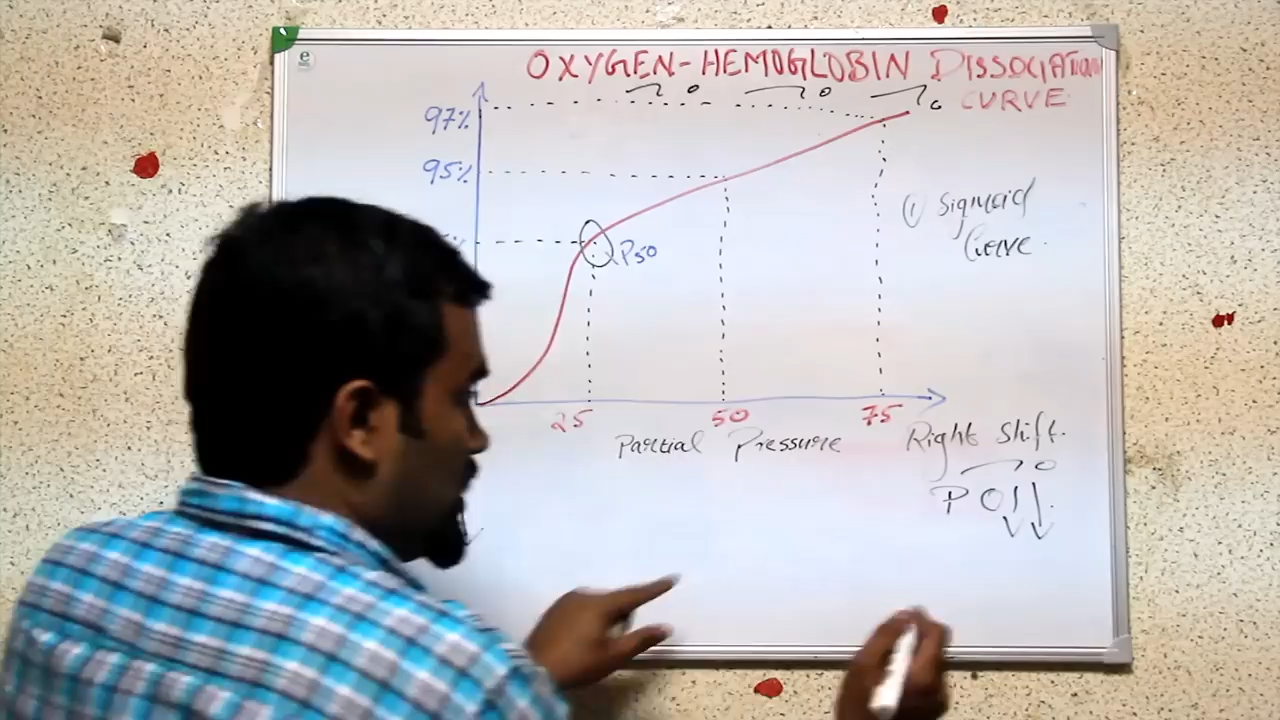 OXYGEN-HEMOGLOBIN DISSOCIATION
CURVE
97%
95%
P50
① Sigmoid
Curve.
25 50 75
Partial Pressure
Right Shift.